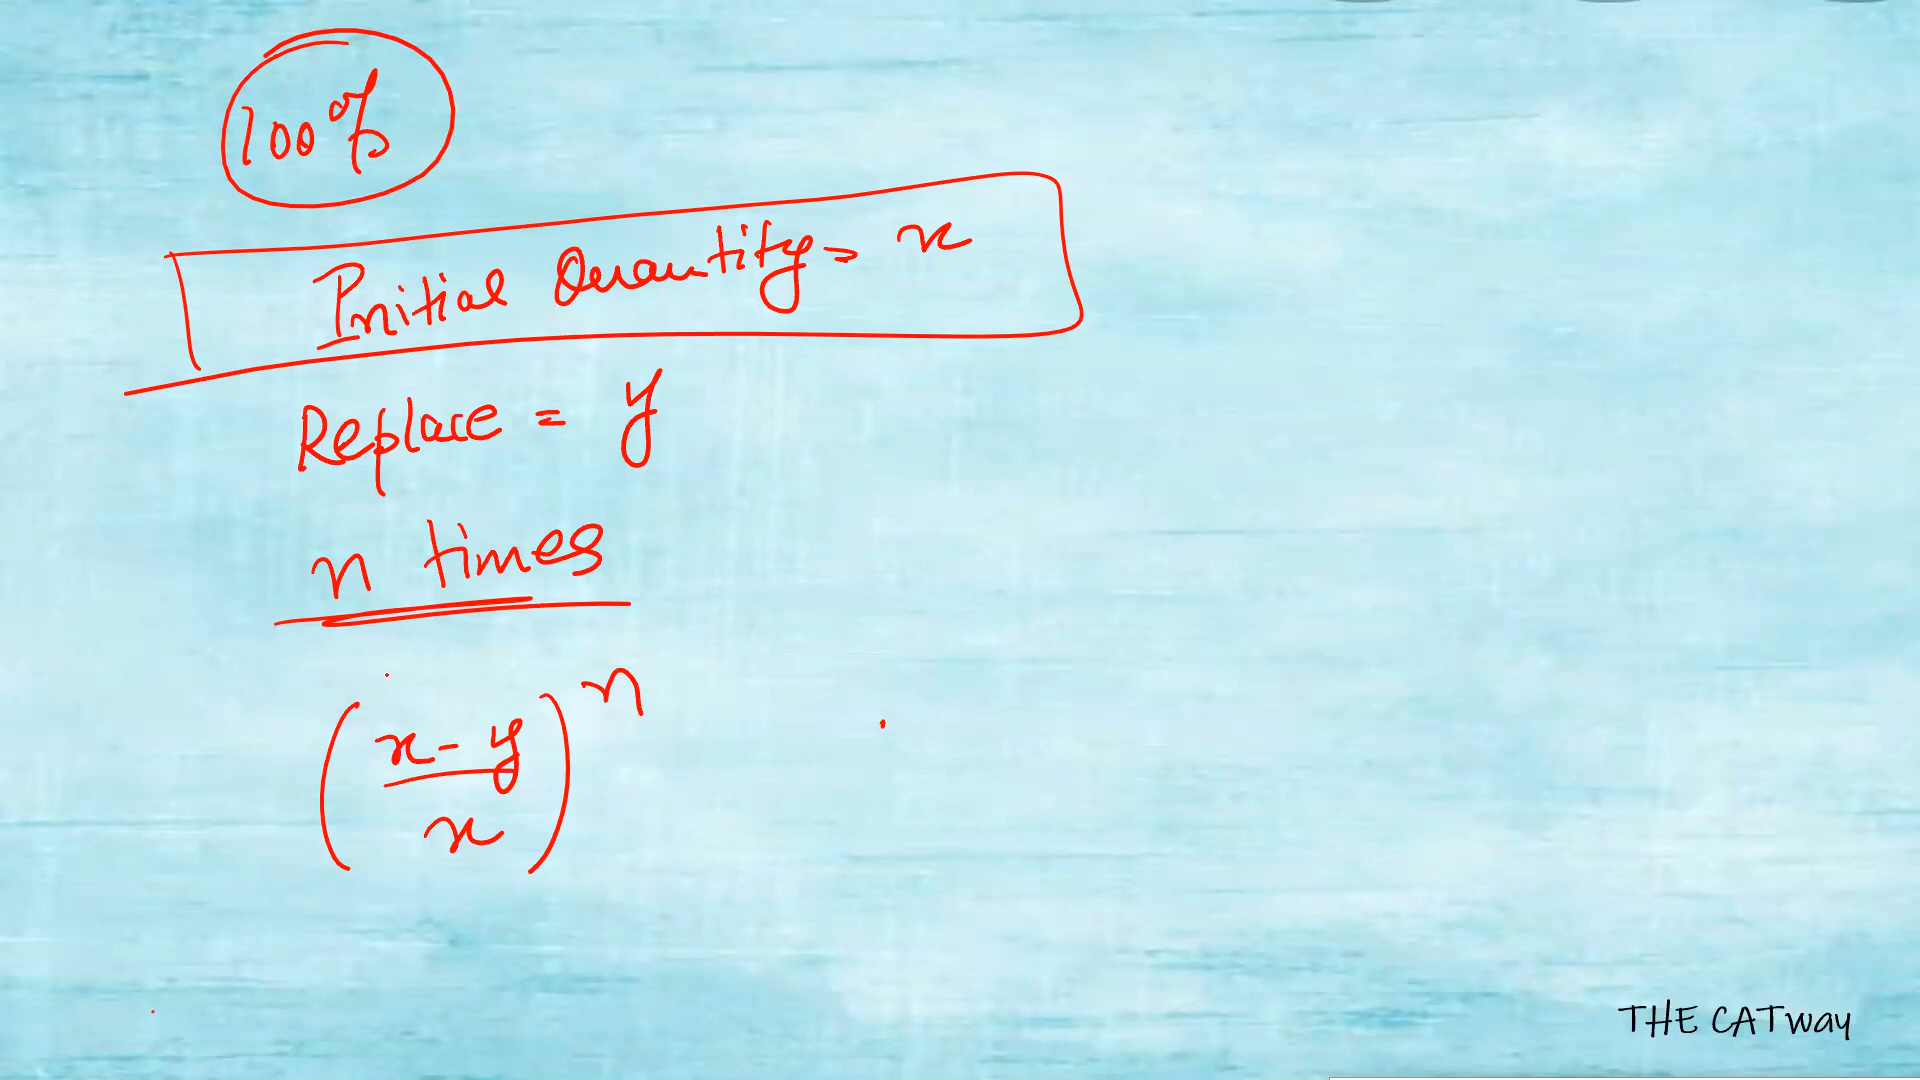 100%
Initial Quantity = x
Replace = y
n times
(x-y/x)^n
THE CATway